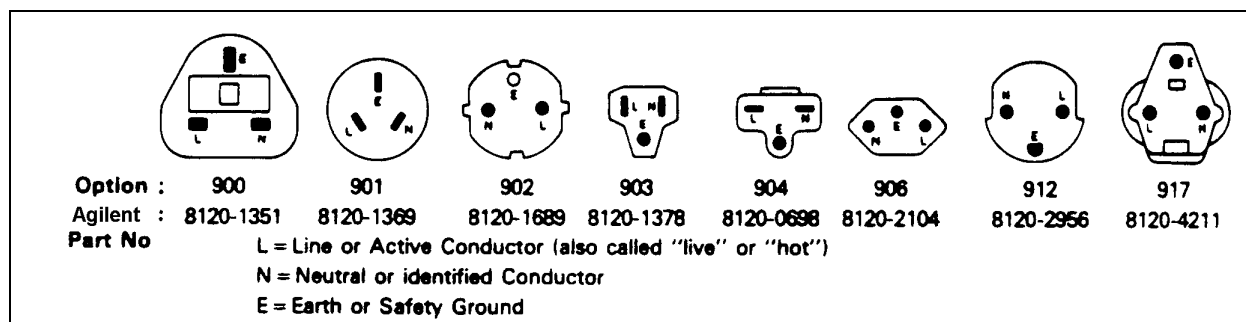 E E E L N E L N E
L N L N N L E E N E L E L N
Option : 900 901 902 903 904 906 912 917
Agilent : 8120-1351 8120-1369 8120-1689 8120-1378 8120-0698 8120-2104 8120-2956 8120-4211
Part No
L = Line or Active Conductor (also called "live" or "hot")
N = Neutral or identified Conductor
E = Earth or Safety Ground